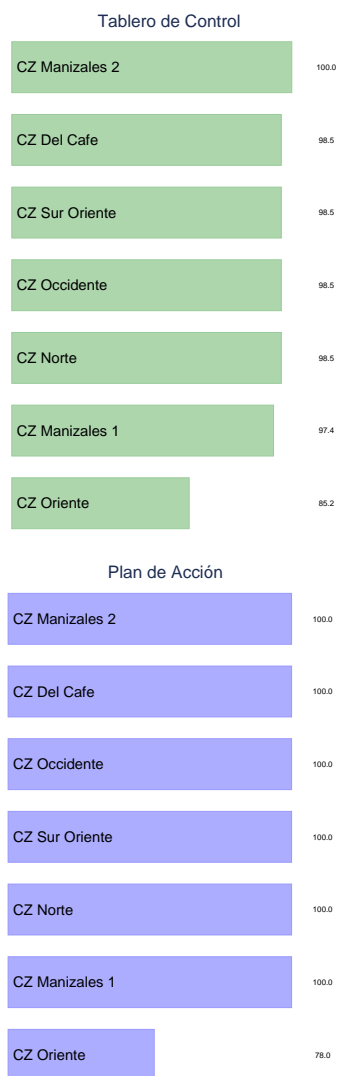 Tablero de Control
CZ Manizales 2 100.0
CZ Del Cafe 98.5
CZ Sur Oriente 98.5
CZ Occidente 98.5
CZ Norte 98.5
CZ Manizales 1 97.4
CZ Oriente 85.2
Plan de Acción
CZ Manizales 2 100.0
CZ Del Cafe 100.0
CZ Occidente 100.0
CZ Sur Oriente 100.0
CZ Norte 100.0
CZ Manizales 1 100.0
CZ Oriente 78.0